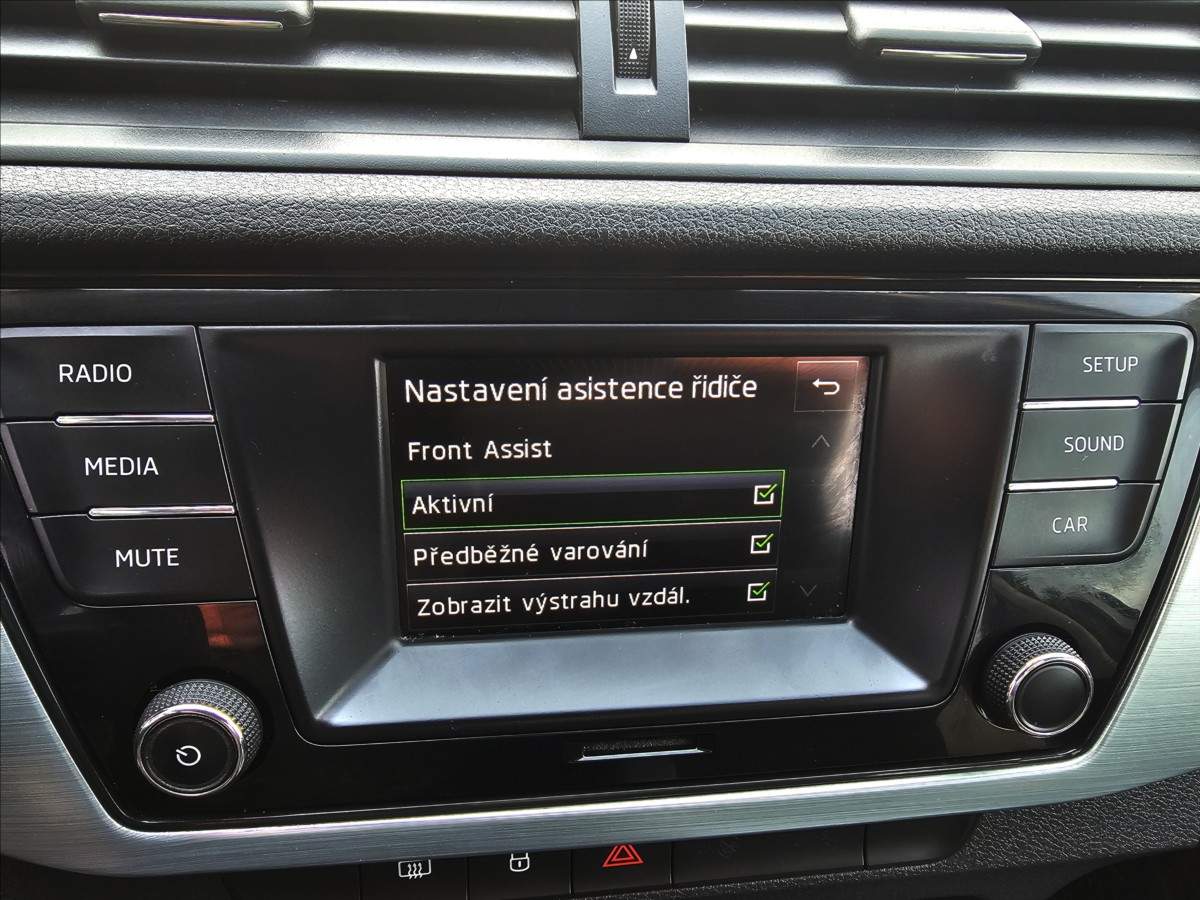 RADIO
MEDIA
MUTE
Nastavení asistence řidiče
Front Assist
Aktivní
Předběžné varování
Zobrazit výstrahu vzdál.
SETUP
SOUND
CAR